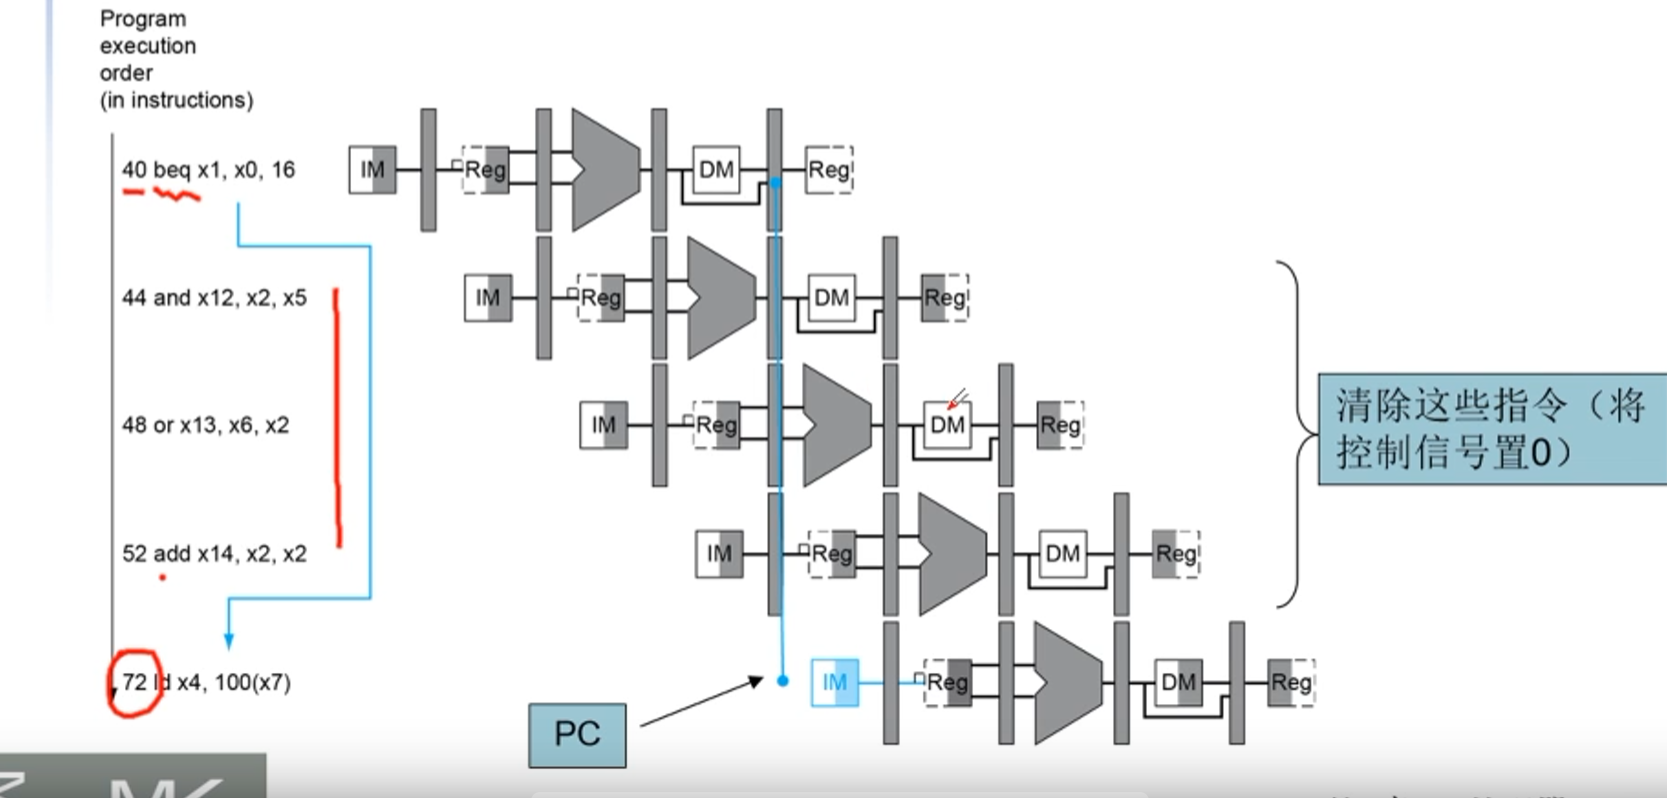 Program
execution
order
(in instructions)
40 beq x1, x0, 16
IM Reg DM Reg
44 and x12, x2, x5
IM Reg DM Reg
48 or x13, x6, x2
IM Reg DM Reg
清除这些指令（将
控制信号置0）
52 add x14, x2, x2
IM Reg DM Reg
72 ld x4, 100(x7)
IM Reg DM Reg
PC